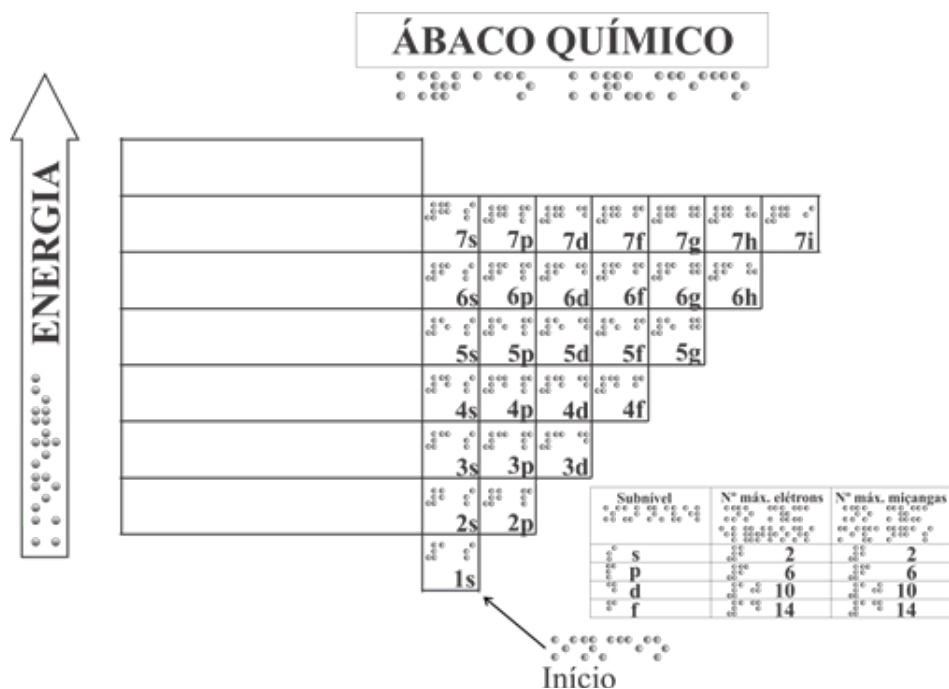 ÁBACO QUÍMICO
ENERGIA
7s 7p 7d 7f 7g 7h 7i
6s 6p 6d 6f 6g 6h
5s 5p 5d 5f 5g
4s 4p 4d 4f
3s 3p 3d
2s 2p
1s
Início
Subnível Nº máx. elétrons Nº máx. miçangas
s 2 2
p 6 6
d 10 10
f 14 14